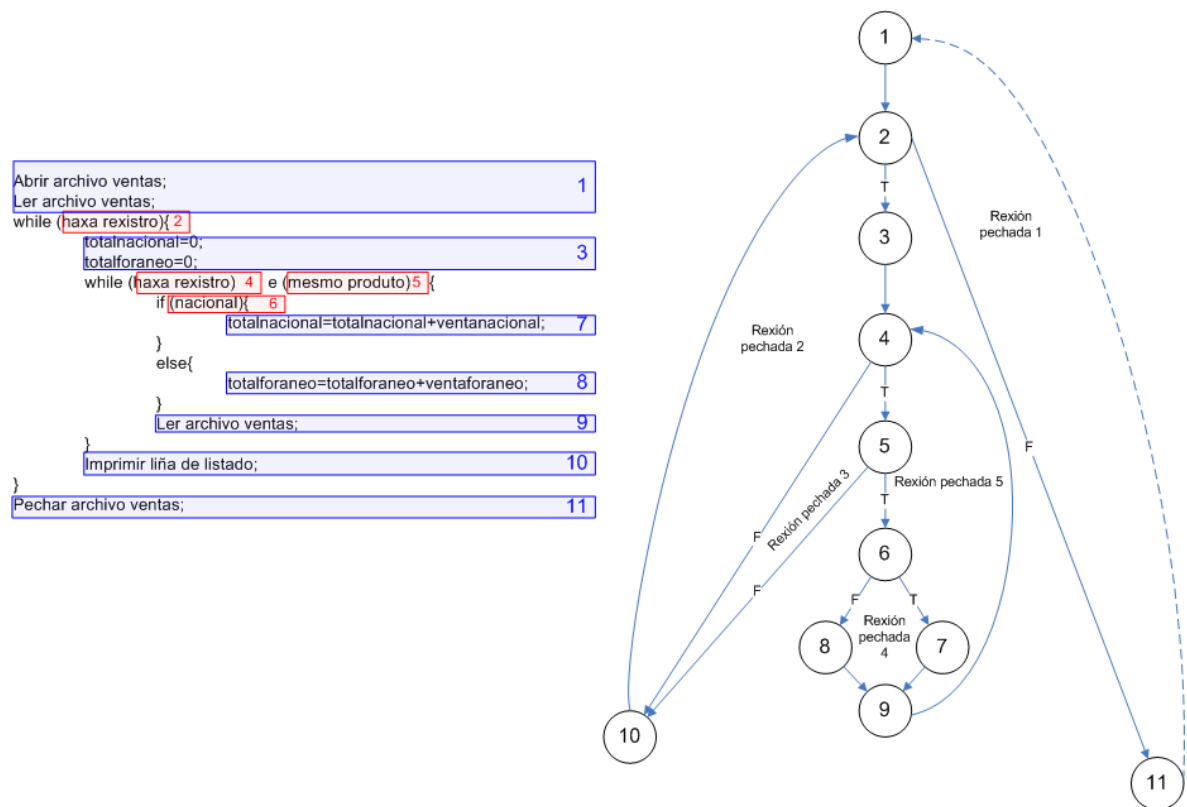 Abrir archivo ventas;
1
Ler archivo ventas;
while (haxa rexistro){ 2
totalnacional=0;
3
totalforaneo=0;
while (haxa rexistro) 4 e (mesmo produto)5 {
if (nacional){ 6
totalnacional=totalnacional+ventanacional; 7
}
else{
totalforaneo=totalforaneo+ventaforaneo; 8
}
Ler archivo ventas; 9
}
Imprimir liña de listado; 10
}
Pechar archivo ventas; 11
1
2
T
Rexión
pechada 1
3
Rexión
pechada 2
4
T
F
5
Rexión pechada 3
Rexión pechada 5
T
F
F
6
F
T
Rexión
pechada
4
8
7
9
10
11